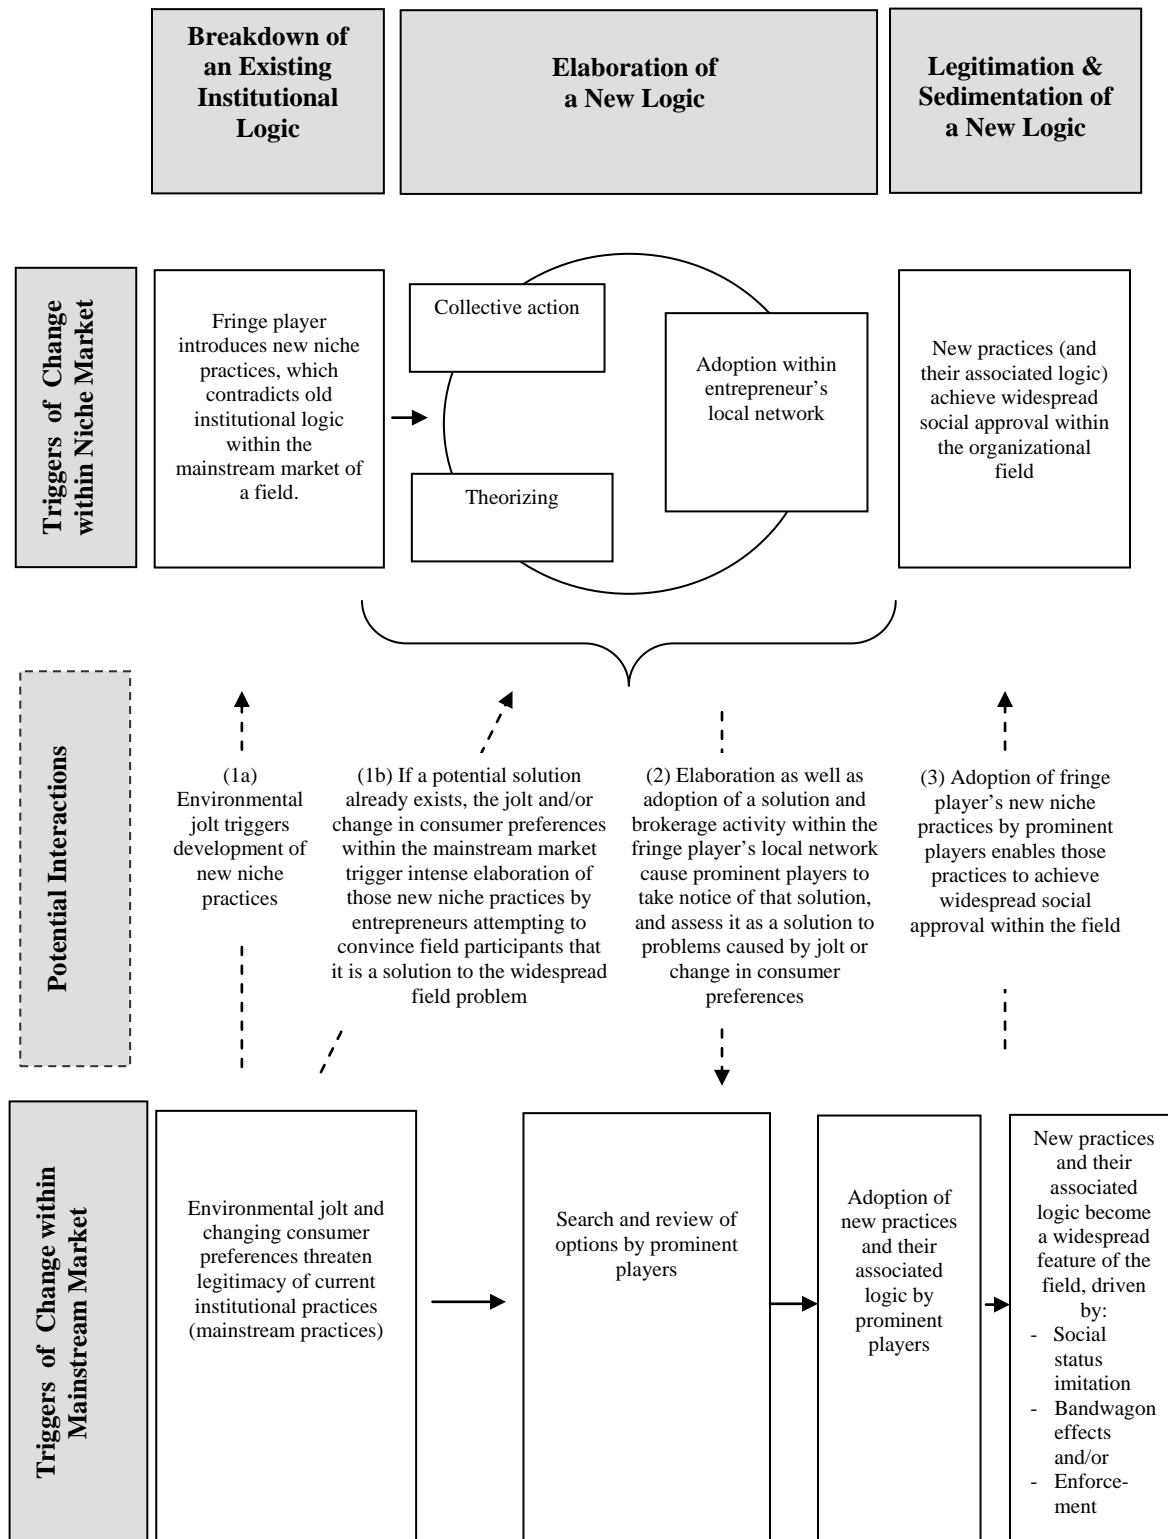 Breakdown of
an Existing
Institutional
Logic
Elaboration of
a New Logic
Legitimation &
Sedimentation of
a New Logic
Triggers of Change
within Niche Market
Fringe player
introduces new niche
practices, which
contradicts old
institutional logic
within the
mainstream market of
a field.
Collective action
Theorizing
Adoption within
entrepreneur's
local network
New practices (and
their associated logic)
achieve widespread
social approval within
the organizational
field
Potential Interactions
(1a)
Environmental
jolt triggers
development of
new niche
practices
(1b) If a potential solution
already exists, the jolt and/or
change in consumer preferences
within the mainstream market
trigger intense elaboration of
those new niche practices by
entrepreneurs attempting to
convince field participants that
it is a solution to the widespread
field problem
(2) Elaboration as well as
adoption of a solution and
brokerage activity within the
fringe player's local network
cause prominent players to
take notice of that solution,
and assess it as a solution to
problems caused by jolt or
change in consumer
preferences
(3) Adoption of fringe
player's new niche
practices by prominent
players enables those
practices to achieve
widespread social
approval within the field
Triggers of Change within
Mainstream Market
Environmental jolt and
changing consumer
preferences threaten
legitimacy of current
institutional practices
(mainstream practices)
Search and review of
options by prominent
players
Adoption of
new practices
and their
associated
logic by
prominent
players
New practices
and their
associated
logic become
a widespread
feature of the
field, driven
by:
- Social
status
imitation
- Bandwagon
effects
and/or
- Enforce-
ment